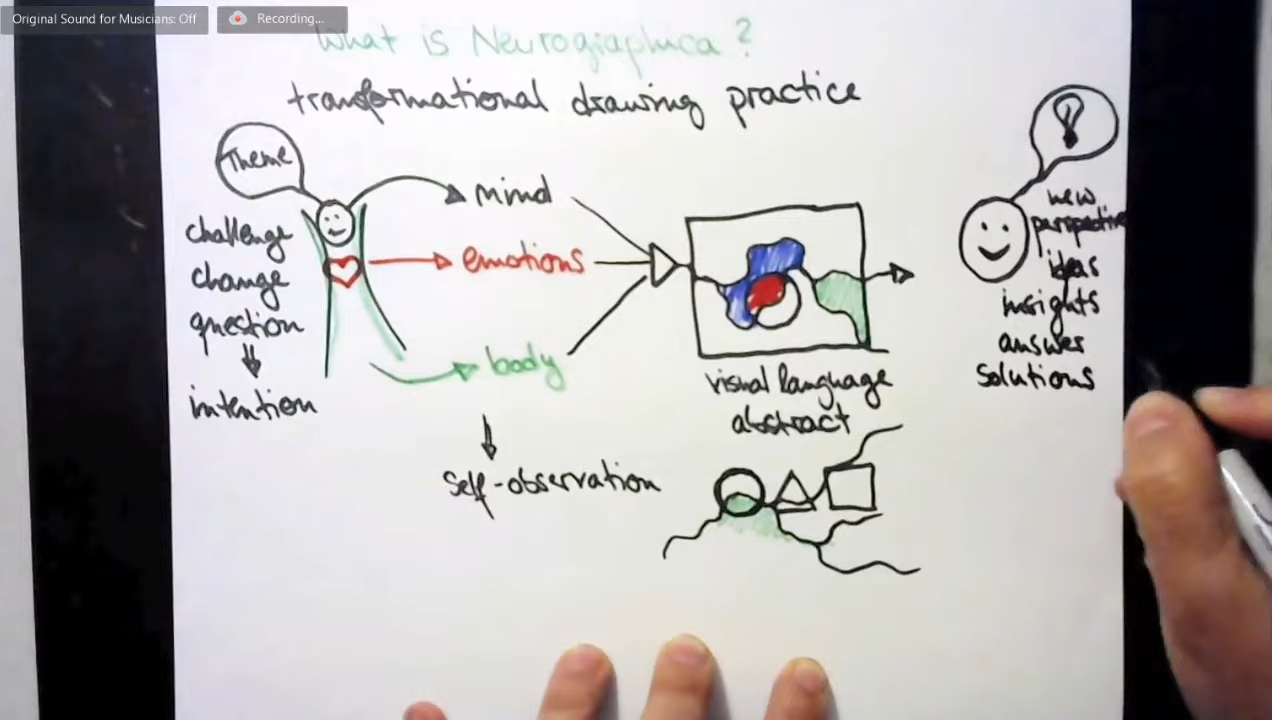 Original Sound for Musicians: Off
Recording...
What is Neurographica?
transformational drawing practice
Theme
challenge
change
question
intention
mind
emotions
body
self-observation
visual language
abstract
new
perspective
ideas
insights
answer
solutions